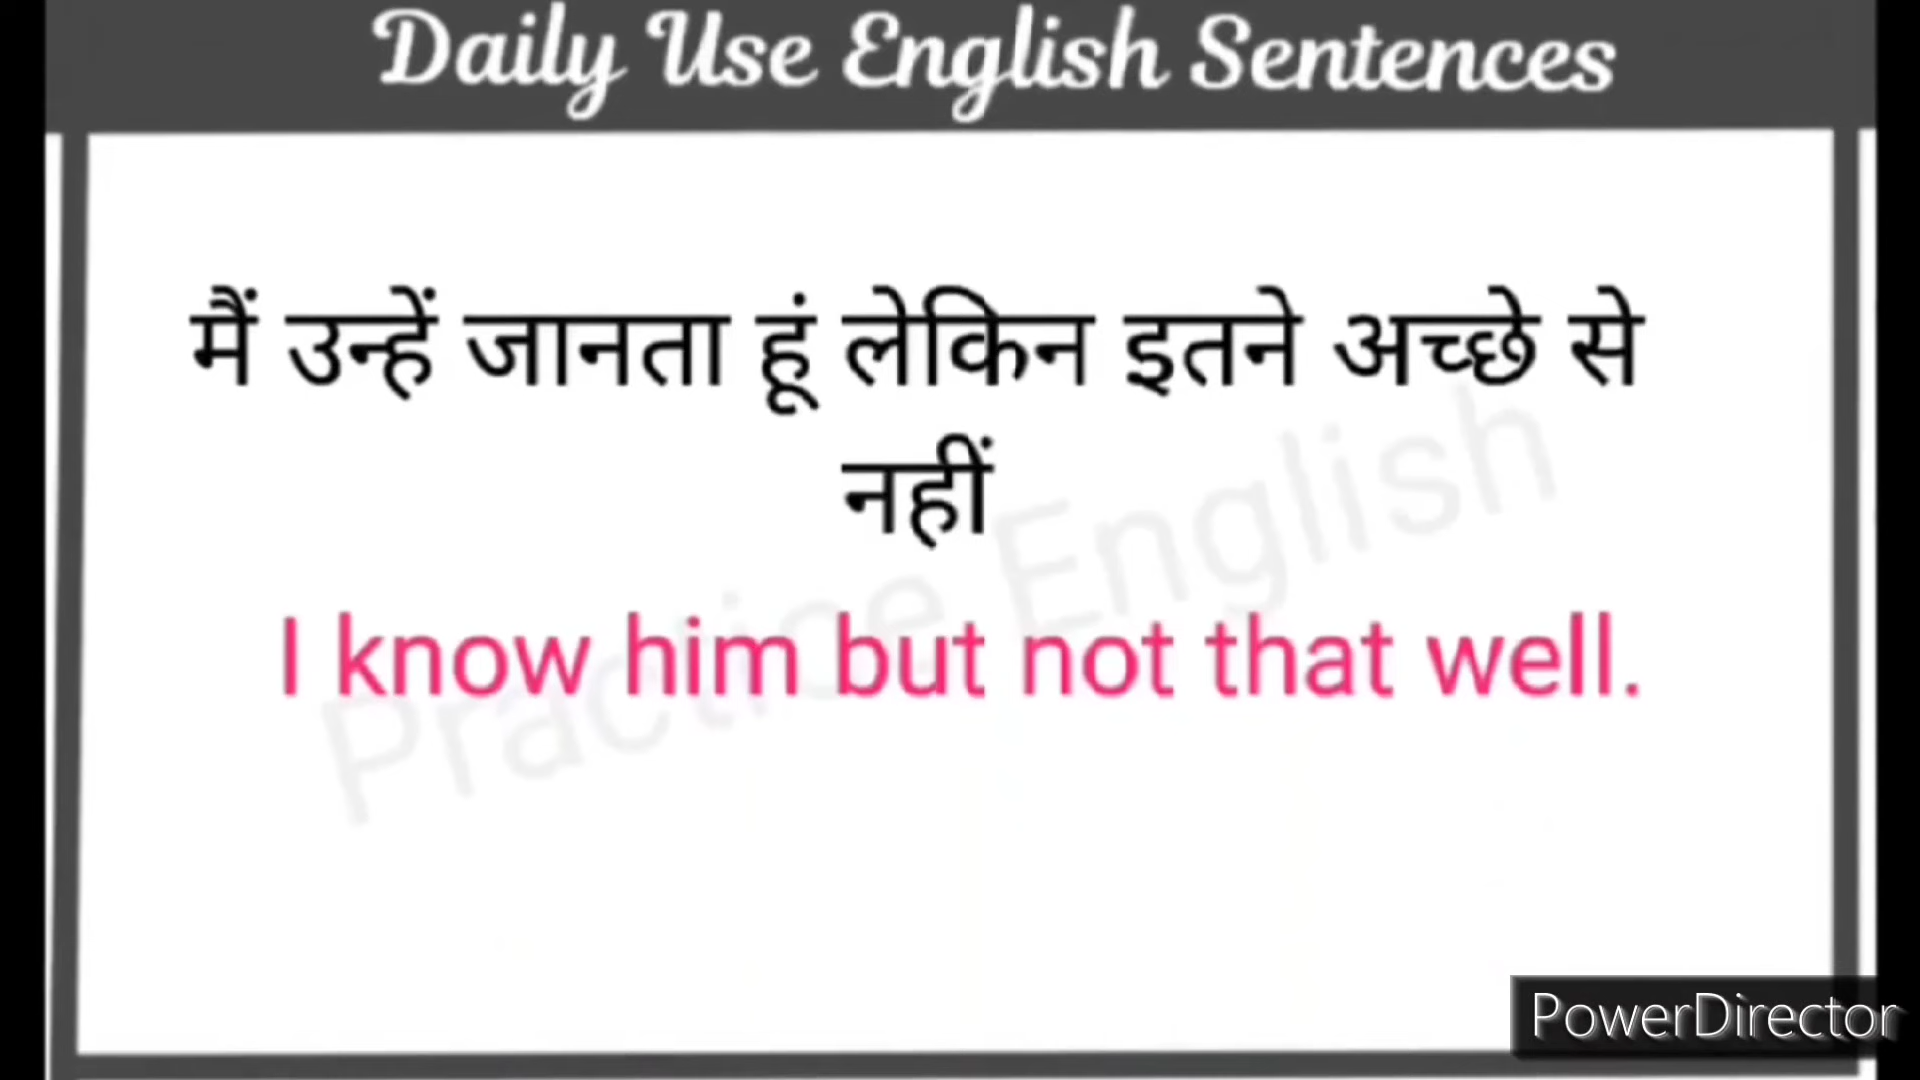 Daily Use English Sentences
मैं उन्हें जानता हूं लेकिन इतने अच्छे से
नहीं
I know him but not that well.
Practice English
PowerDirector